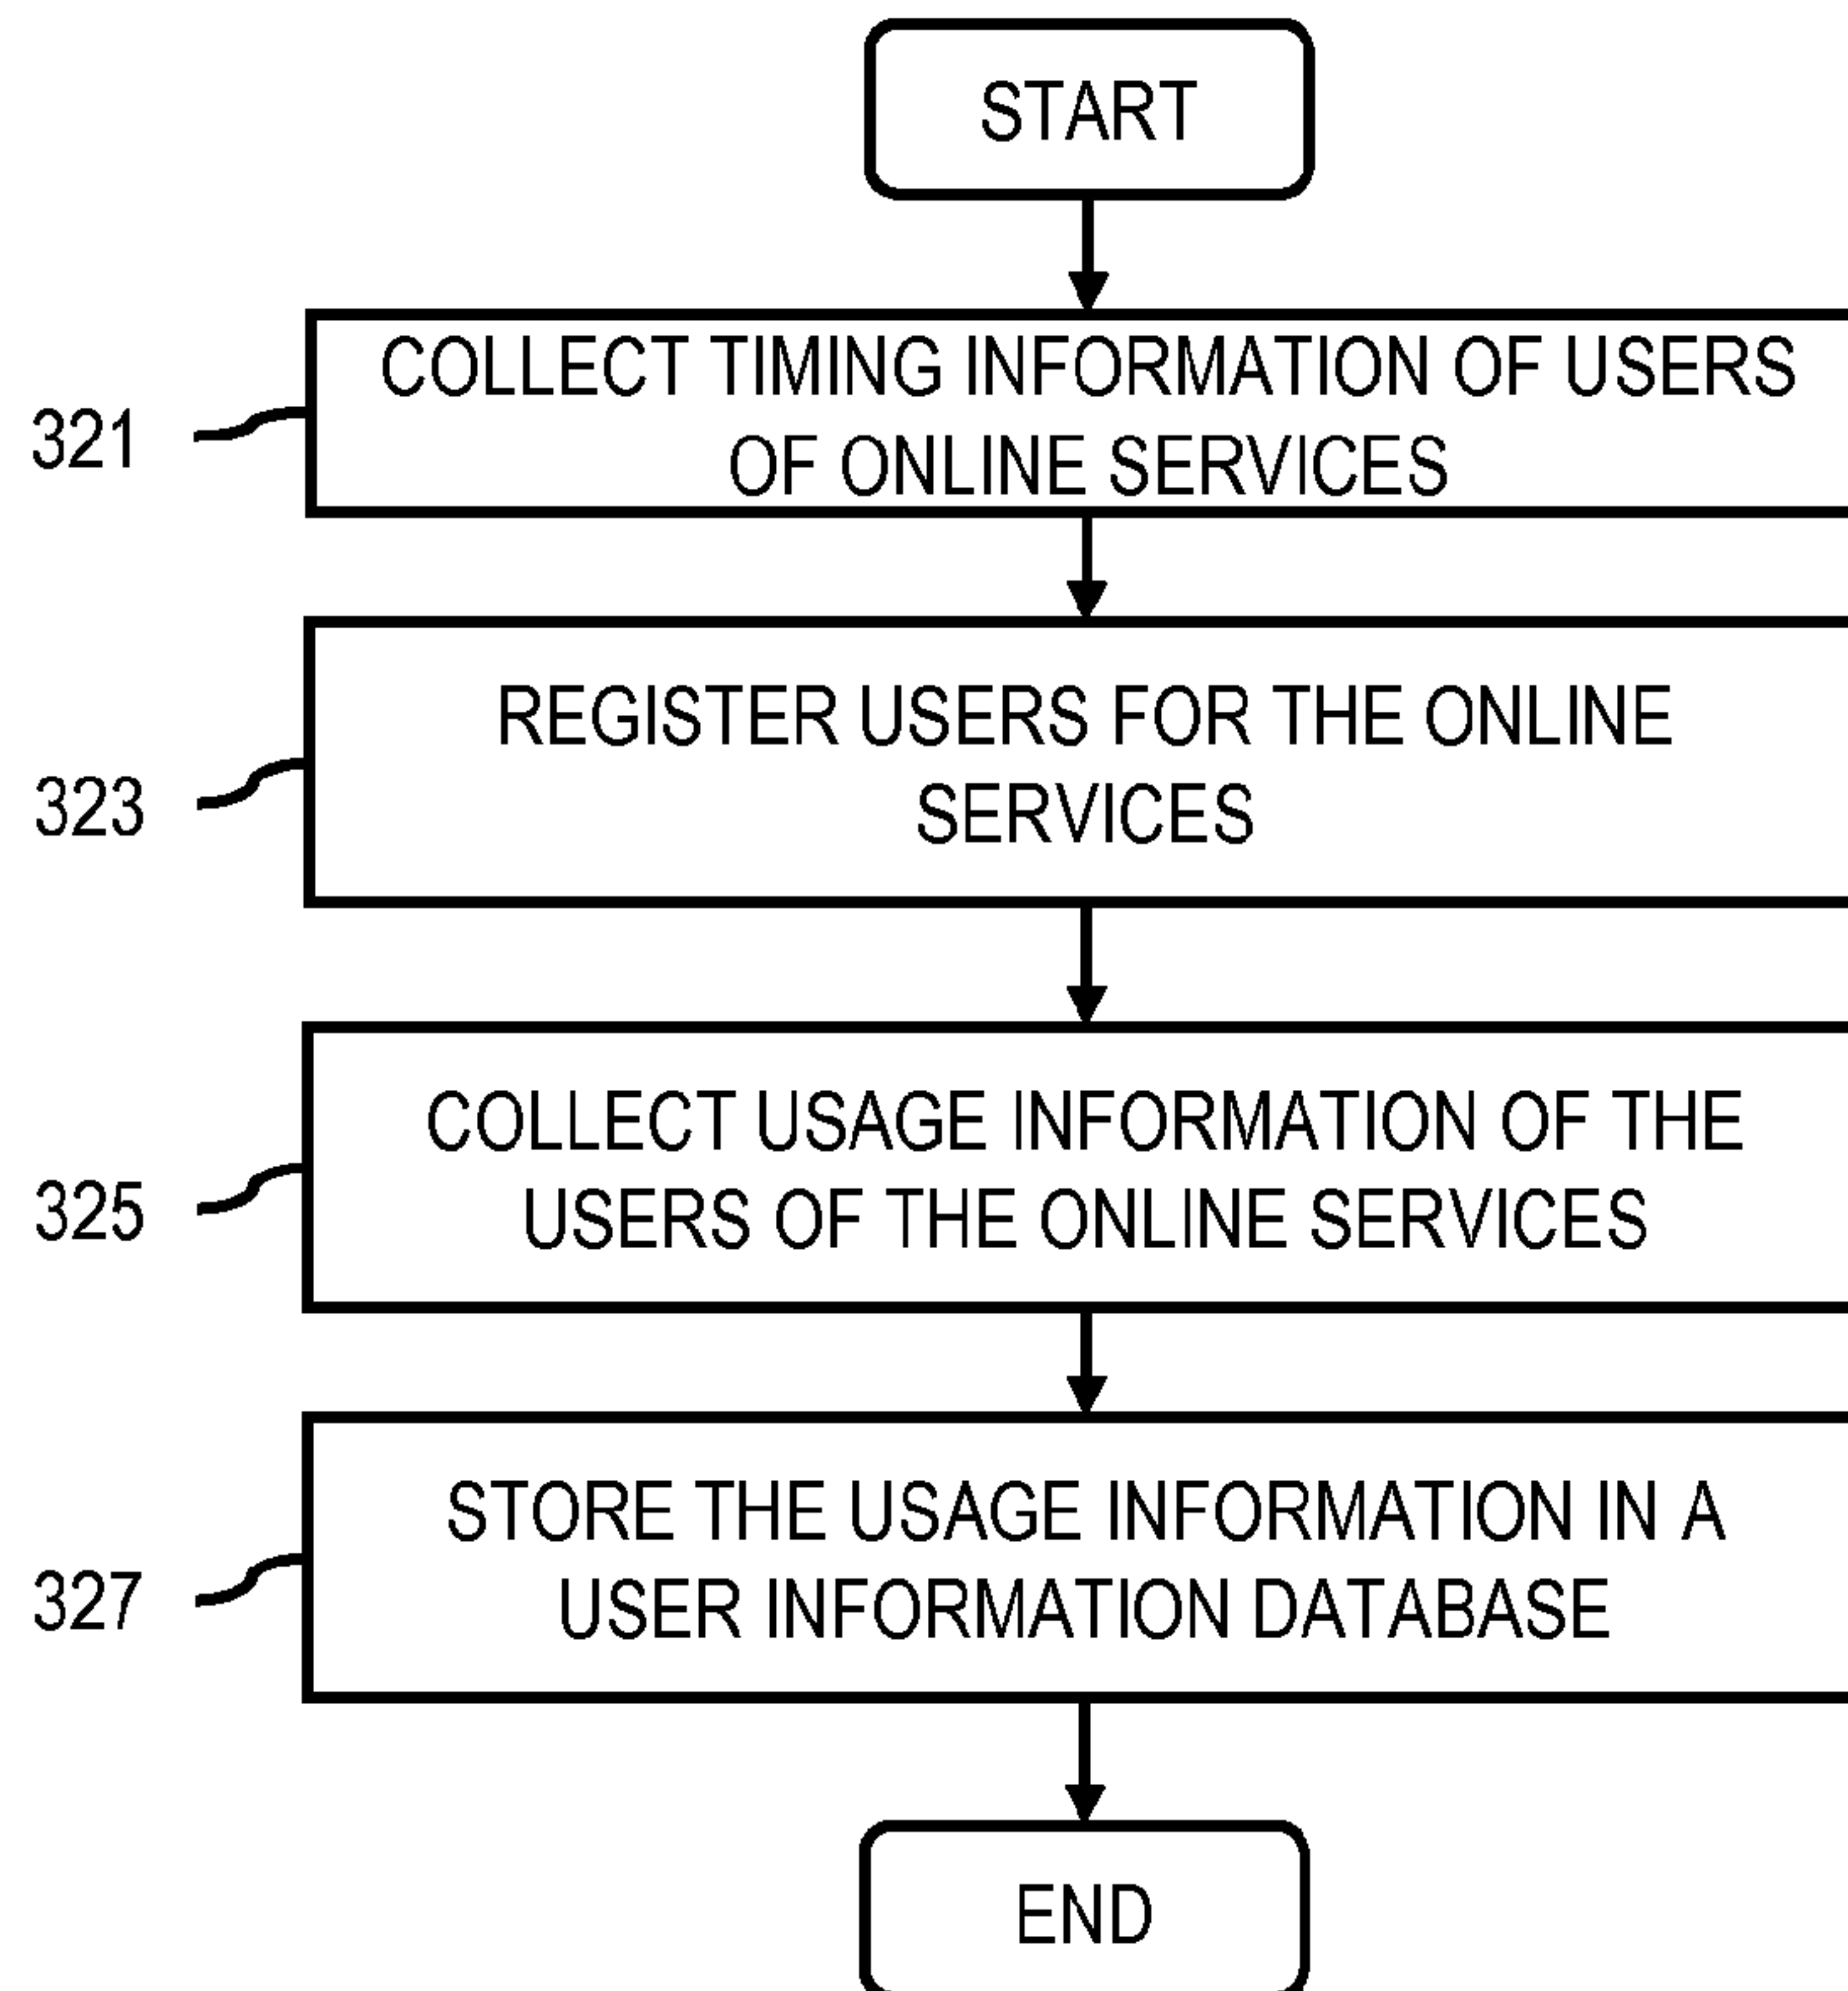 START
COLLECT TIMING INFORMATION OF USERS
OF ONLINE SERVICES
321
REGISTER USERS FOR THE ONLINE
SERVICES
323
COLLECT USAGE INFORMATION OF THE
USERS OF THE ONLINE SERVICES
325
STORE THE USAGE INFORMATION IN A
USER INFORMATION DATABASE
327
END